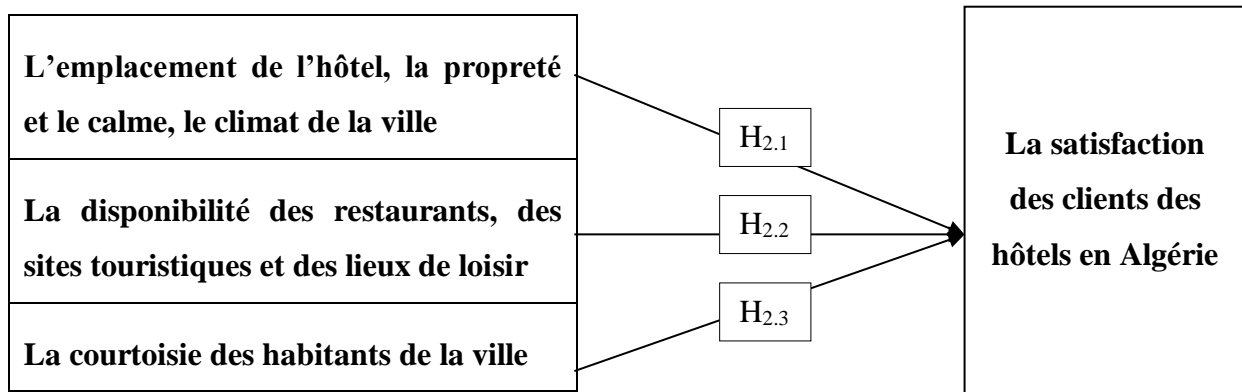 L’emplacement de l’hôtel, la propreté
et le calme, le climat de la ville
La disponibilité des restaurants, des
sites touristiques et des lieux de loisir
La courtoisie des habitants de la ville
H2.1
H2.2
H2.3
La satisfaction
des clients des
hôtels en Algérie